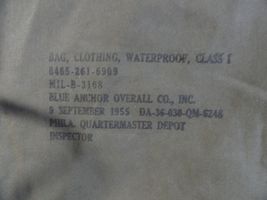 BAG, CLOTHING, WATERPROOF, CLASS I
8465-261-6909
MIL-B-3108
BLUE ANCHOR OVERALL CO., INC.
9 SEPTEMBER 1955 DA-36-030-QM-6246
PHILA. QUARTERMASTER DEPOT
INSPECTOR